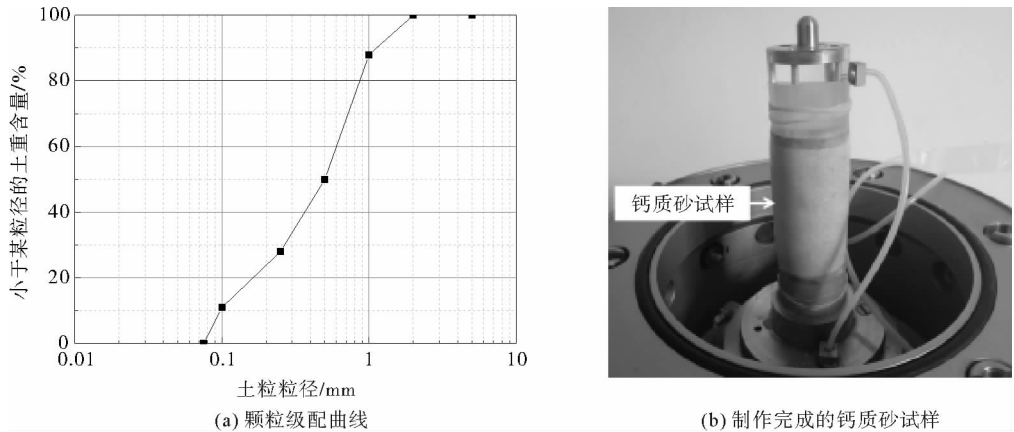 小于某粒径的土重含量/%
100
80
60
40
20
0
0.01
0.1
1
10
土粒粒径/mm
(a) 颗粒级配曲线
钙质砂试样
(b) 制作完成的钙质砂试样